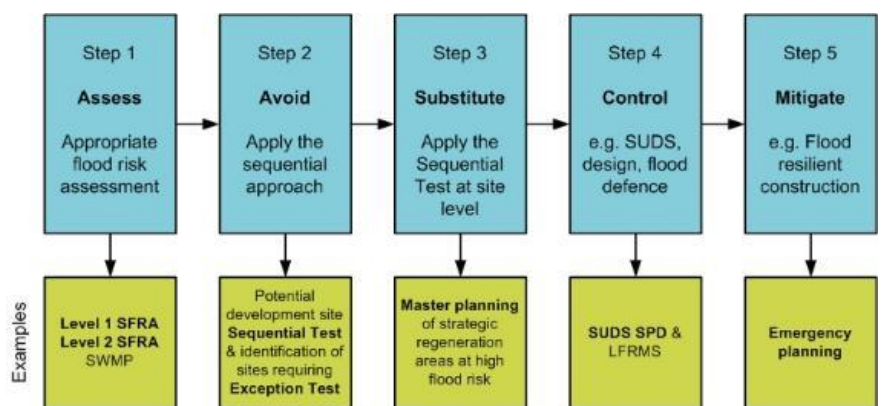 Step 1
Assess
Appropriate
flood risk
assessment
Step 2
Avoid
Apply the
sequential
approach
Step 3
Substitute
Apply the
Sequential
Test at site
level
Step 4
Control
e.g. SUDS,
design, flood
defence
Step 5
Mitigate
e.g. Flood
resilient
construction
Examples
Level 1 SFRA
Level 2 SFRA
SWMP
Potential
development site
Sequential Test
& identification of
sites requiring
Exception Test
Master planning
of strategic
regeneration
areas at high
flood risk
SUDS SPD &
LFRMS
Emergency
planning